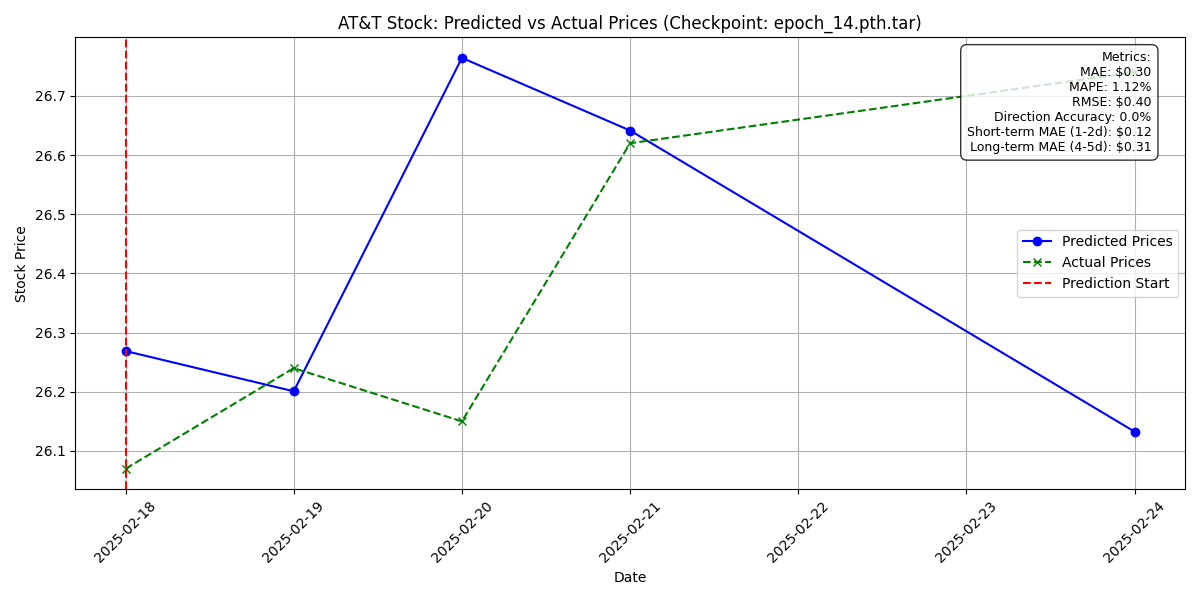 AT&T Stock: Predicted vs Actual Prices (Checkpoint: epoch_14.pth.tar)
Metrics:
MAE: $0.30
MAPE: 1.12%
RMSE: $0.40
Direction Accuracy: 0.0%
Short-term MAE (1-2d): $0.12
Long-term MAE (4-5d): $0.31
Predicted Prices
Actual Prices
Prediction Start
Stock Price
26.7
26.6
26.5
26.4
26.3
26.2
26.1
2025-02-18
2025-02-19
2025-02-20
2025-02-21
2025-02-22
2025-02-23
2025-02-24
Date